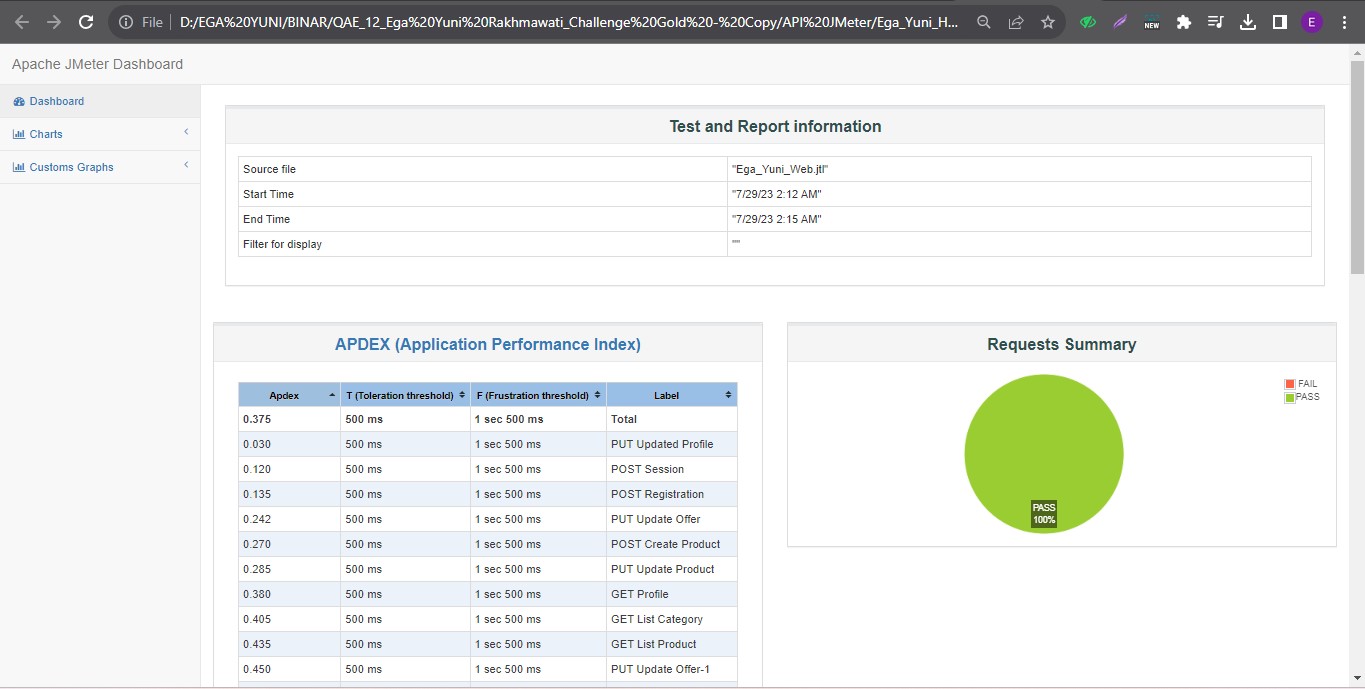 File D:/EGA%20YUNI/BINAR/QAE_12_Ega%20Yuni%20Rakhmawati_Challenge%20Gold%20-%20Copy/API%20JMeter/Ega_Yuni_H... NEW E
Apache JMeter Dashboard
Dashboard
Charts
Customs Graphs
Test and Report information
Source file "Ega_Yuni_Web.jtl"
Start Time "7/29/23 2:12 AM"
End Time "7/29/23 2:15 AM"
Filter for display ""
APDEX (Application Performance Index)
Apdex T (Toleration threshold) F (Frustration threshold) Label
0.375 500 ms 1 sec 500 ms Total
0.030 500 ms 1 sec 500 ms PUT Updated Profile
0.120 500 ms 1 sec 500 ms POST Session
0.135 500 ms 1 sec 500 ms POST Registration
0.242 500 ms 1 sec 500 ms PUT Update Offer
0.270 500 ms 1 sec 500 ms POST Create Product
0.285 500 ms 1 sec 500 ms PUT Update Product
0.380 500 ms 1 sec 500 ms GET Profile
0.405 500 ms 1 sec 500 ms GET List Category
0.435 500 ms 1 sec 500 ms GET List Product
0.450 500 ms 1 sec 500 ms PUT Update Offer-1
Requests Summary
FAIL
PASS
PASS
100%